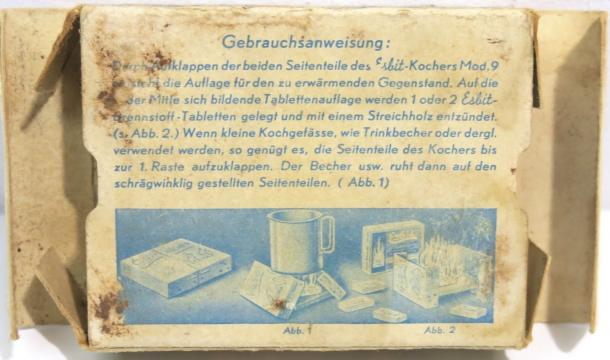 Gebrauchsanweisung:
Durch Aufklappen der beiden Seitenteile des Esbit-Kochers Mod. 9
entsteht die Auflage für den zu erwärmenden Gegenstand. Auf die
der Mitte sich bildende Tablettenauflage werden 1 oder 2 Esbit-
Brennstoff-Tabletten gelegt und mit einem Streichholz entzündet.
(s. Abb. 2.) Wenn kleine Kochgefässe, wie Trinkbecher oder dergl.
verwendet werden, so genügt es, die Seitenteile des Kochers bis
zur 1. Raste aufzuklappen. Der Becher usw. ruht dann auf den
schrägwinklig gestellten Seitenteilen. ( Abb. 1)
Abb. 1 Abb. 2